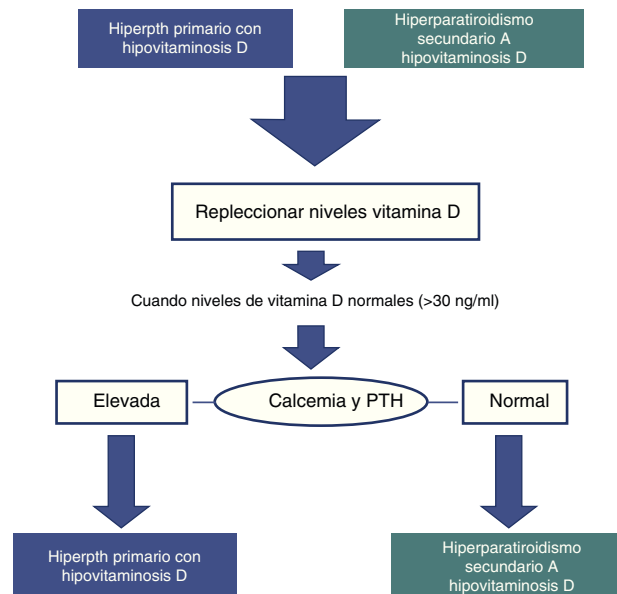 Hiperpth primario con
hipovitaminosis D
Hiperparatiroidismo
secundario A
hipovitaminosis D
Repleccionar niveles vitamina D
Cuando niveles de vitamina D normales (>30 ng/ml)
Elevada
Calcemia y PTH
Normal
Hiperpth primario con
hipovitaminosis D
Hiperparatiroidismo
secundario A
hipovitaminosis D